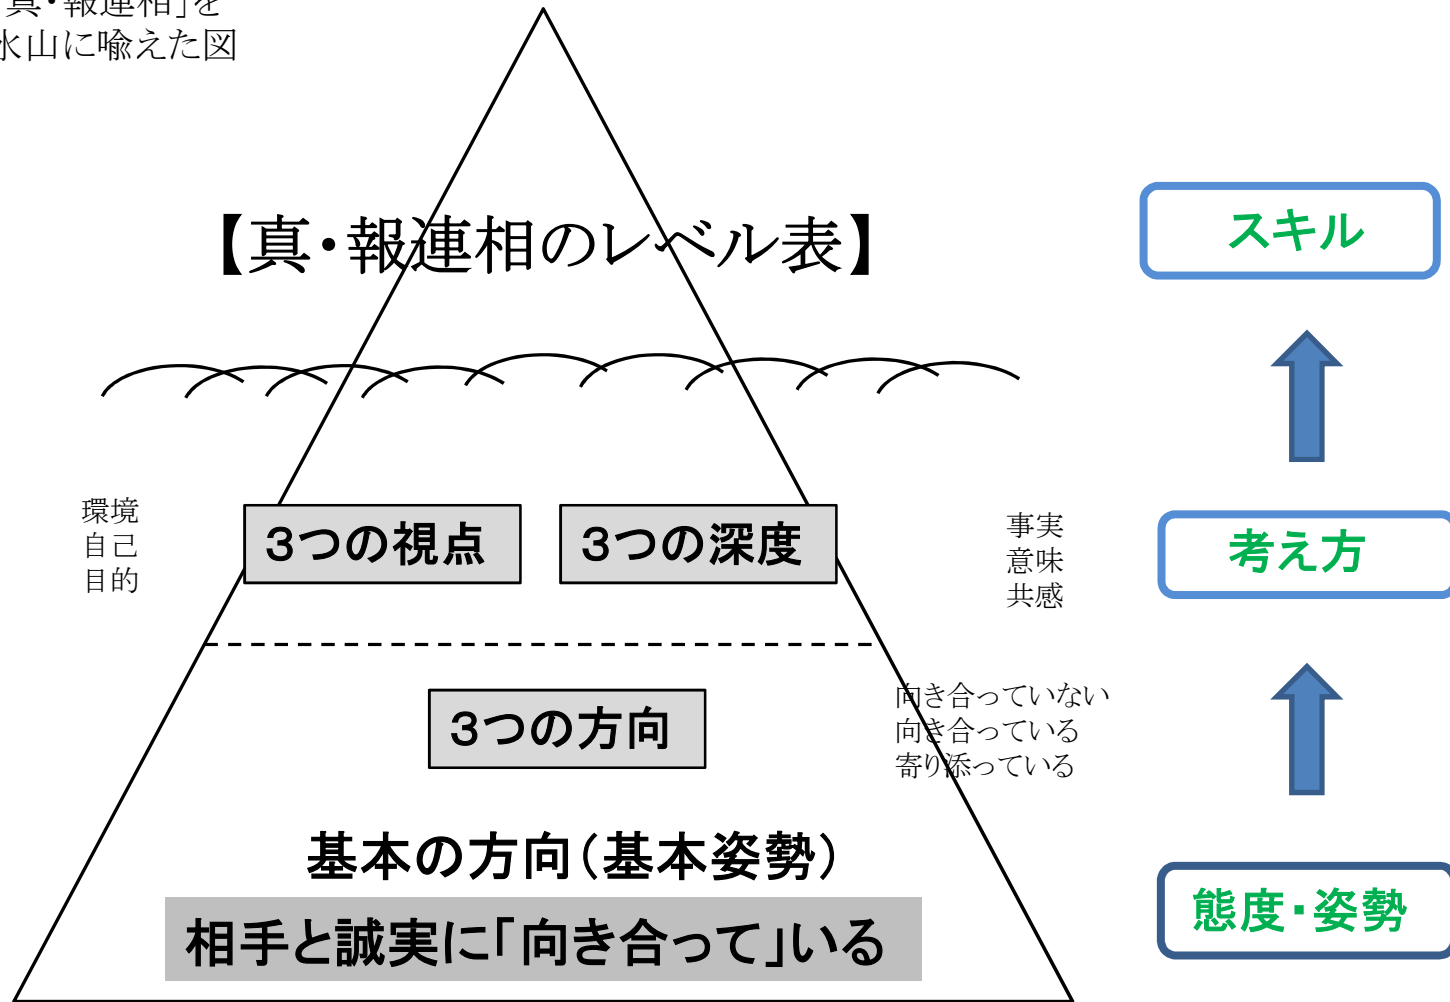 真・報連相」を
氷山に喩えた図
【真・報連相のレベル表】
スキル
環境
自己
目的
3つの視点
3つの深度
事実
意味
共感
考え方
3つの方向
向き合っていない
向き合っている
寄り添っている
基本の方向(基本姿勢)
相手と誠実に「向き合って」いる
態度・姿勢